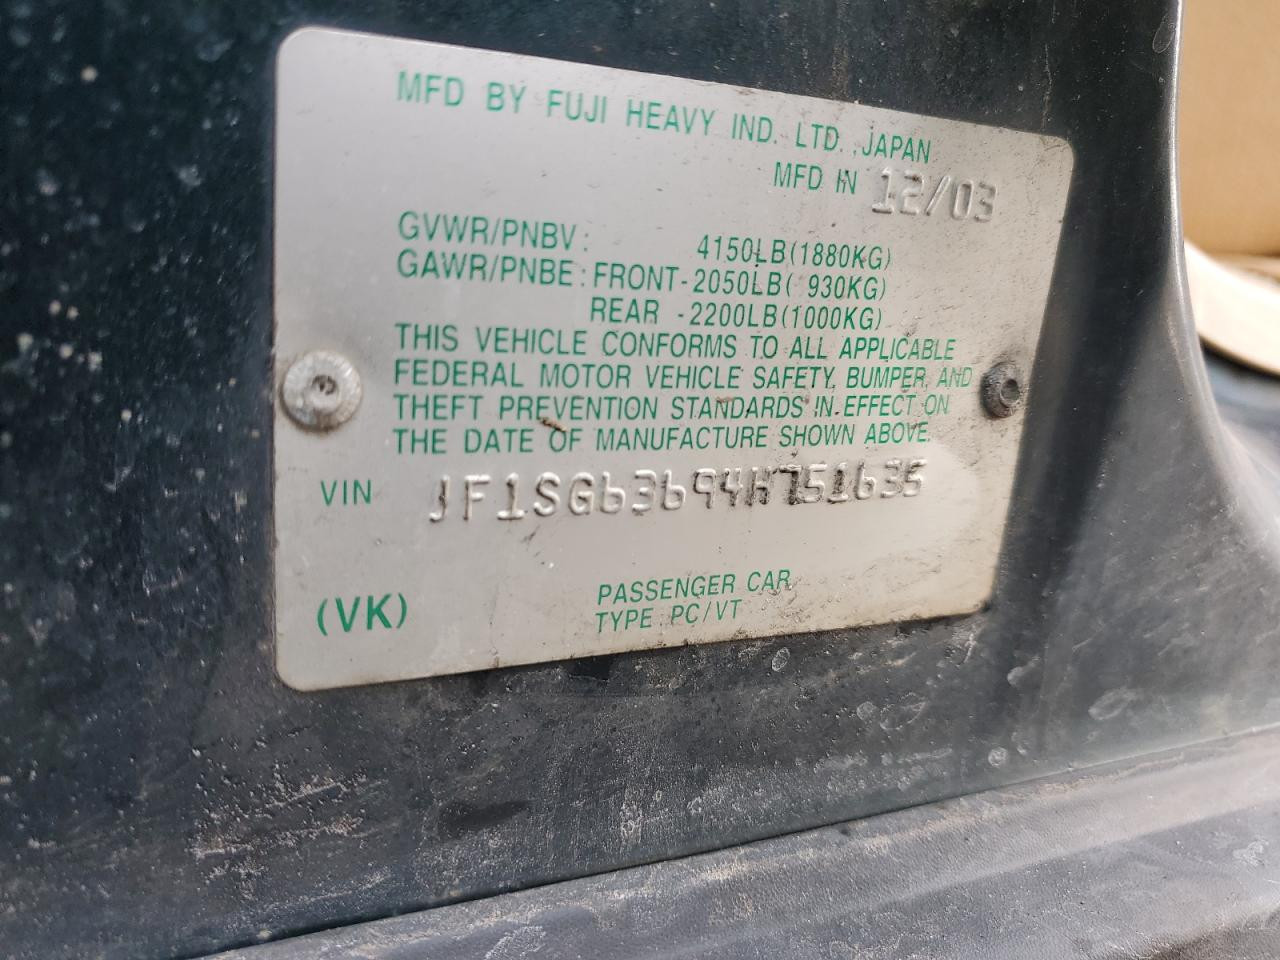 MFD BY FUJI HEAVY IND. LTD. ,JAPAN
MFD IN 12/03
GVWR/PNBV: 4150LB(1880KG)
GAWR/PNBE: FRONT-2050LB( 930KG)
REAR -2200LB(1000KG)
THIS VEHICLE CONFORMS TO ALL APPLICABLE
FEDERAL MOTOR VEHICLE SAFETY, BUMPER, AND
THEFT PREVENTION STANDARDS IN EFFECT ON
THE DATE OF MANUFACTURE SHOWN ABOVE.
VIN JF1SG63694H751635
(VK)
PASSENGER CAR
TYPE PC/VT